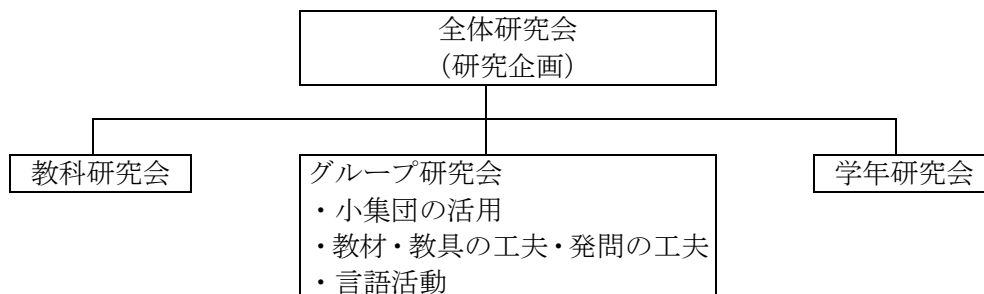 全体研究会
（研究企画）
教科研究会
グループ研究会
・小集団の活用
・教材・教具の工夫・発問の工夫
・言語活動
学年研究会